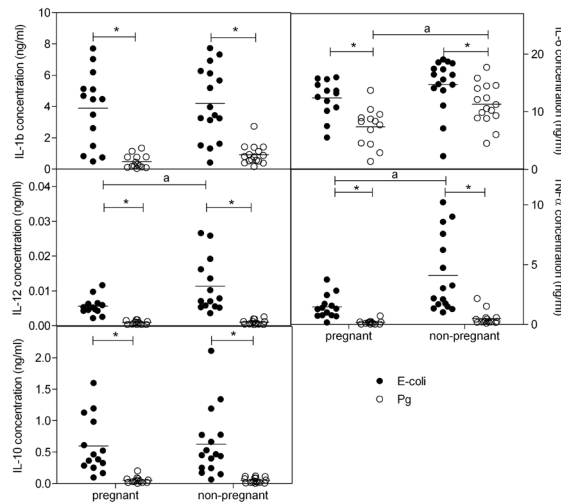 IL-1b concentration (ng/ml)
10
8
6
4
2
0
*
*
a
*
*
IL-6 concentration (ng/ml)
20
10
0
IL-12 concentration (ng/ml)
0.04
0.03
0.02
0.01
0.00
a
*
*
a
*
*
TNFα concentration (ng/ml)
10
5
0
pregnant
non-pregnant
IL-10 concentration (ng/ml)
2.0
1.5
1.0
0.5
0.0
*
*
pregnant
non-pregnant
E-coli
Pg